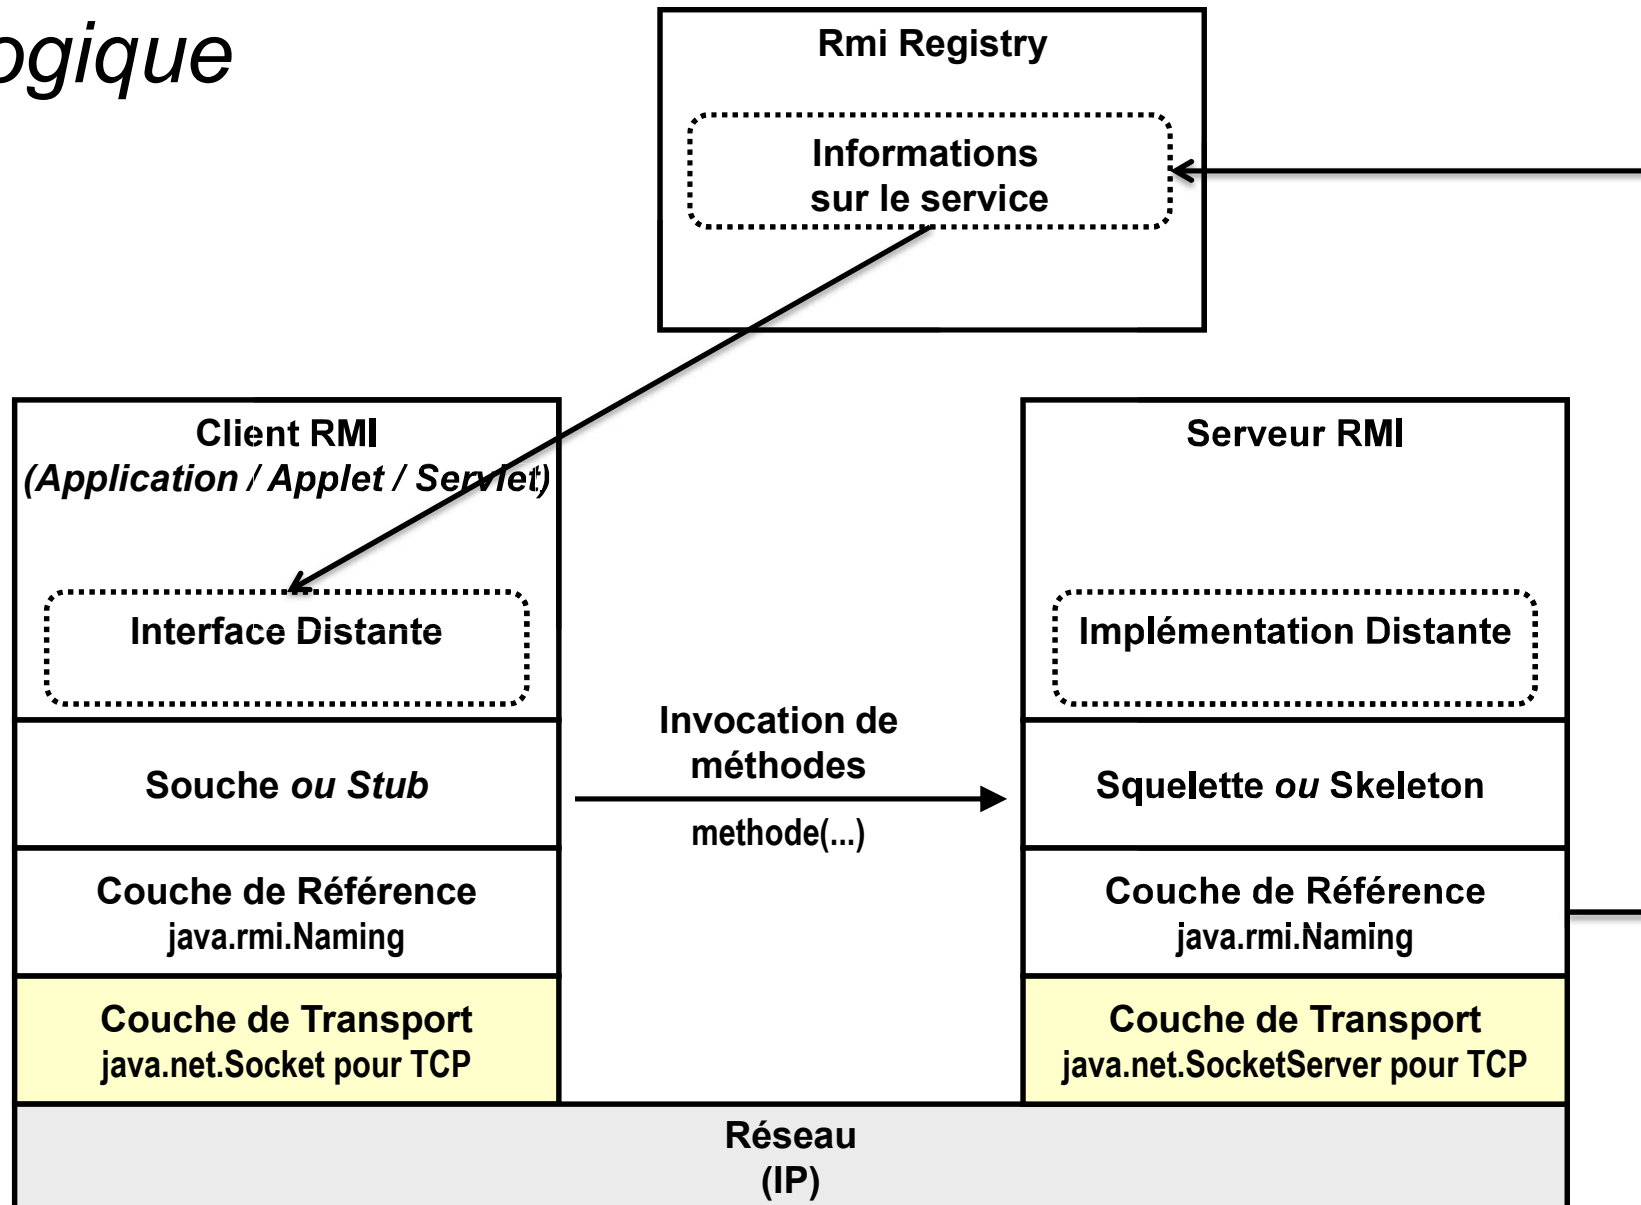 ogique
Rmi Registry
Informations
sur le service
Client RMI
(Application / Applet / Servlet)
Interface Distante
Souche ou Stub
Couche de Référence
java.rmi.Naming
Couche de Transport
java.net.Socket pour TCP
Invocation de
méthodes
methode(...)
Serveur RMI
Implémentation Distante
Squelette ou Skeleton
Couche de Référence
java.rmi.Naming
Couche de Transport
java.net.SocketServer pour TCP
Réseau
(IP)